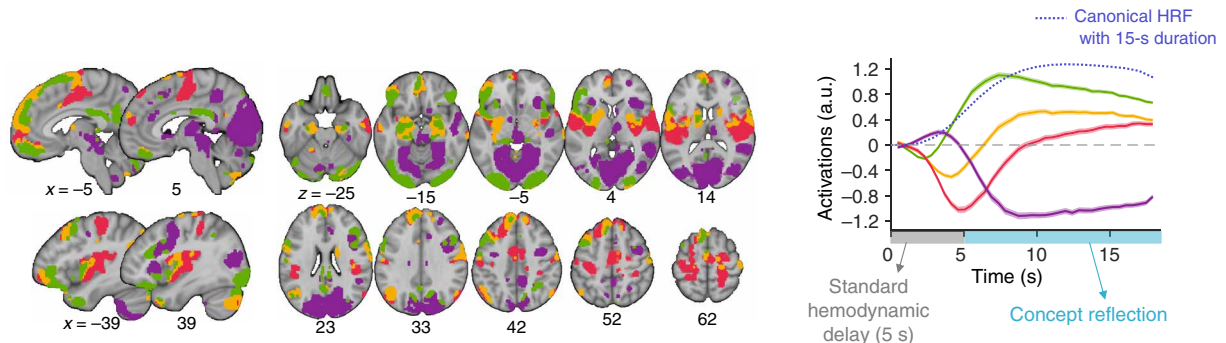 x = –5
5
z = –25
–15
–5
4
14
x = –39
39
23
33
42
52
62
Canonical HRF
with 15-s duration
Activations (a.u.)
1.2
0.8
0.4
0
–0.4
–0.8
–1.2
0
5
10
15
Time (s)
Standard
hemodynamic
delay (5 s)
Concept reflection